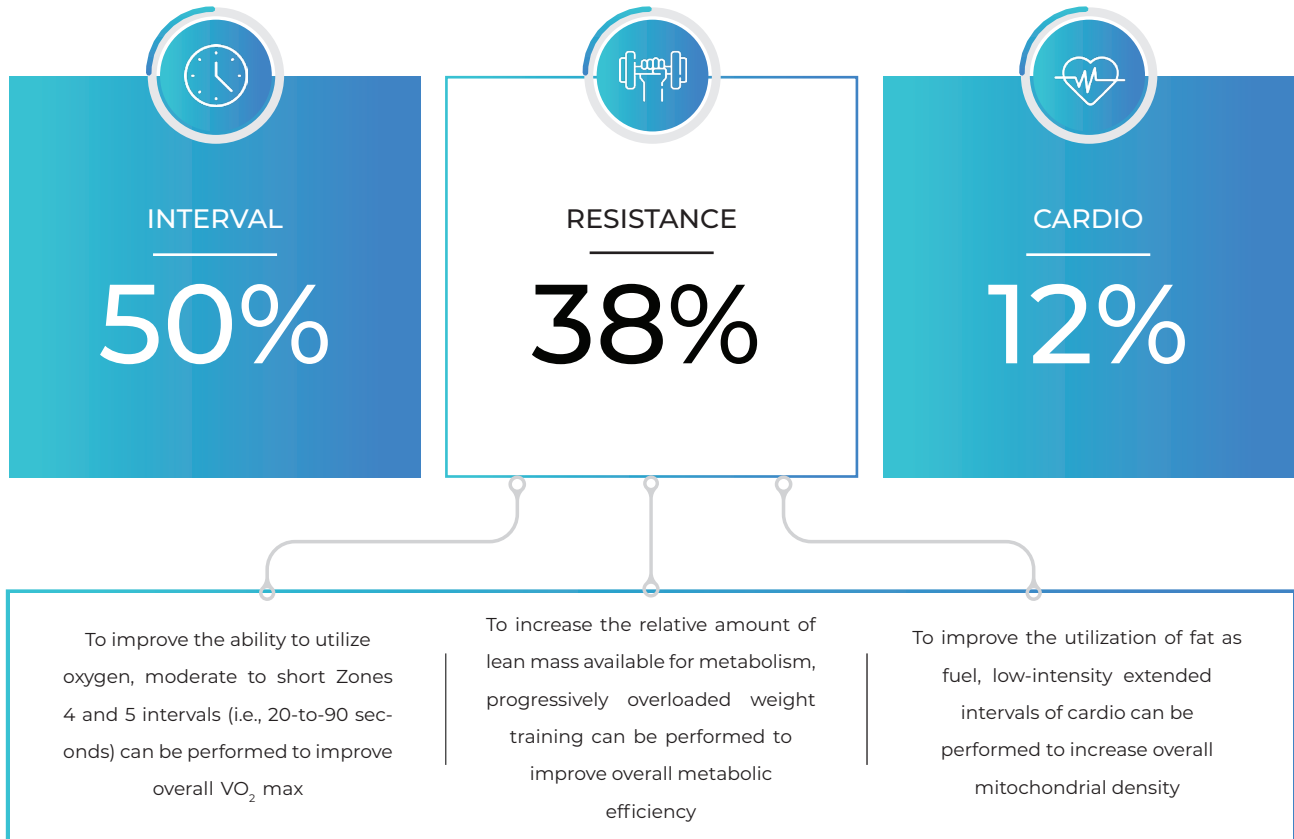 INTERVAL
50%
RESISTANCE
38%
CARDIO
12%
To improve the ability to utilize
oxygen, moderate to short Zones
4 and 5 intervals (i.e., 20-to-90 sec-
onds) can be performed to improve
overall VO₂ max
To increase the relative amount of
lean mass available for metabolism,
progressively overloaded weight
training can be performed to
improve overall metabolic
efficiency
To improve the utilization of fat as
fuel, low-intensity extended
intervals of cardio can be
performed to increase overall
mitochondrial density